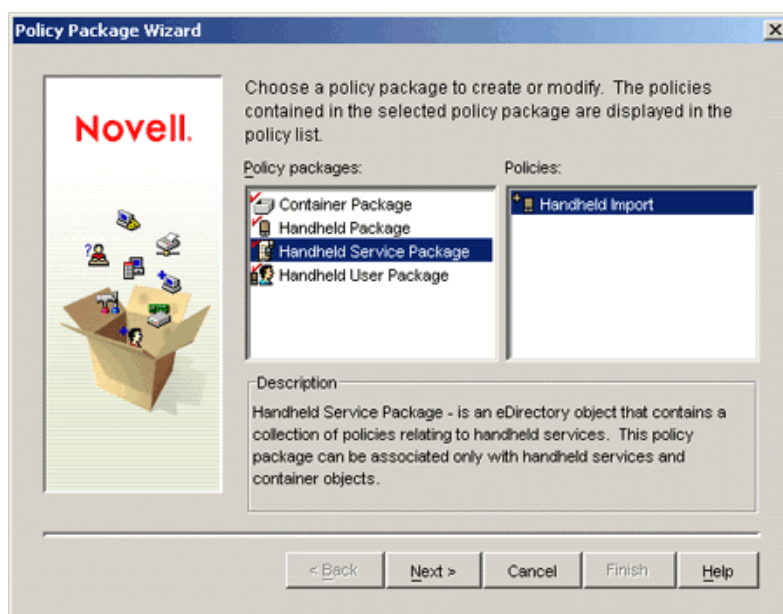 Policy Package Wizard
Novell.
Choose a policy package to create or modify. The policies
contained in the selected policy package are displayed in the
policy list.
Policy packages:
Policies:
Container Package
Handheld Package
Handheld Service Package
Handheld User Package
Handheld Import
Description
Handheld Service Package - is an eDirectory object that contains a
collection of policies relating to handheld services. This policy
package can be associated only with handheld services and
container objects.
< Back
Next >
Cancel
Finish
Help